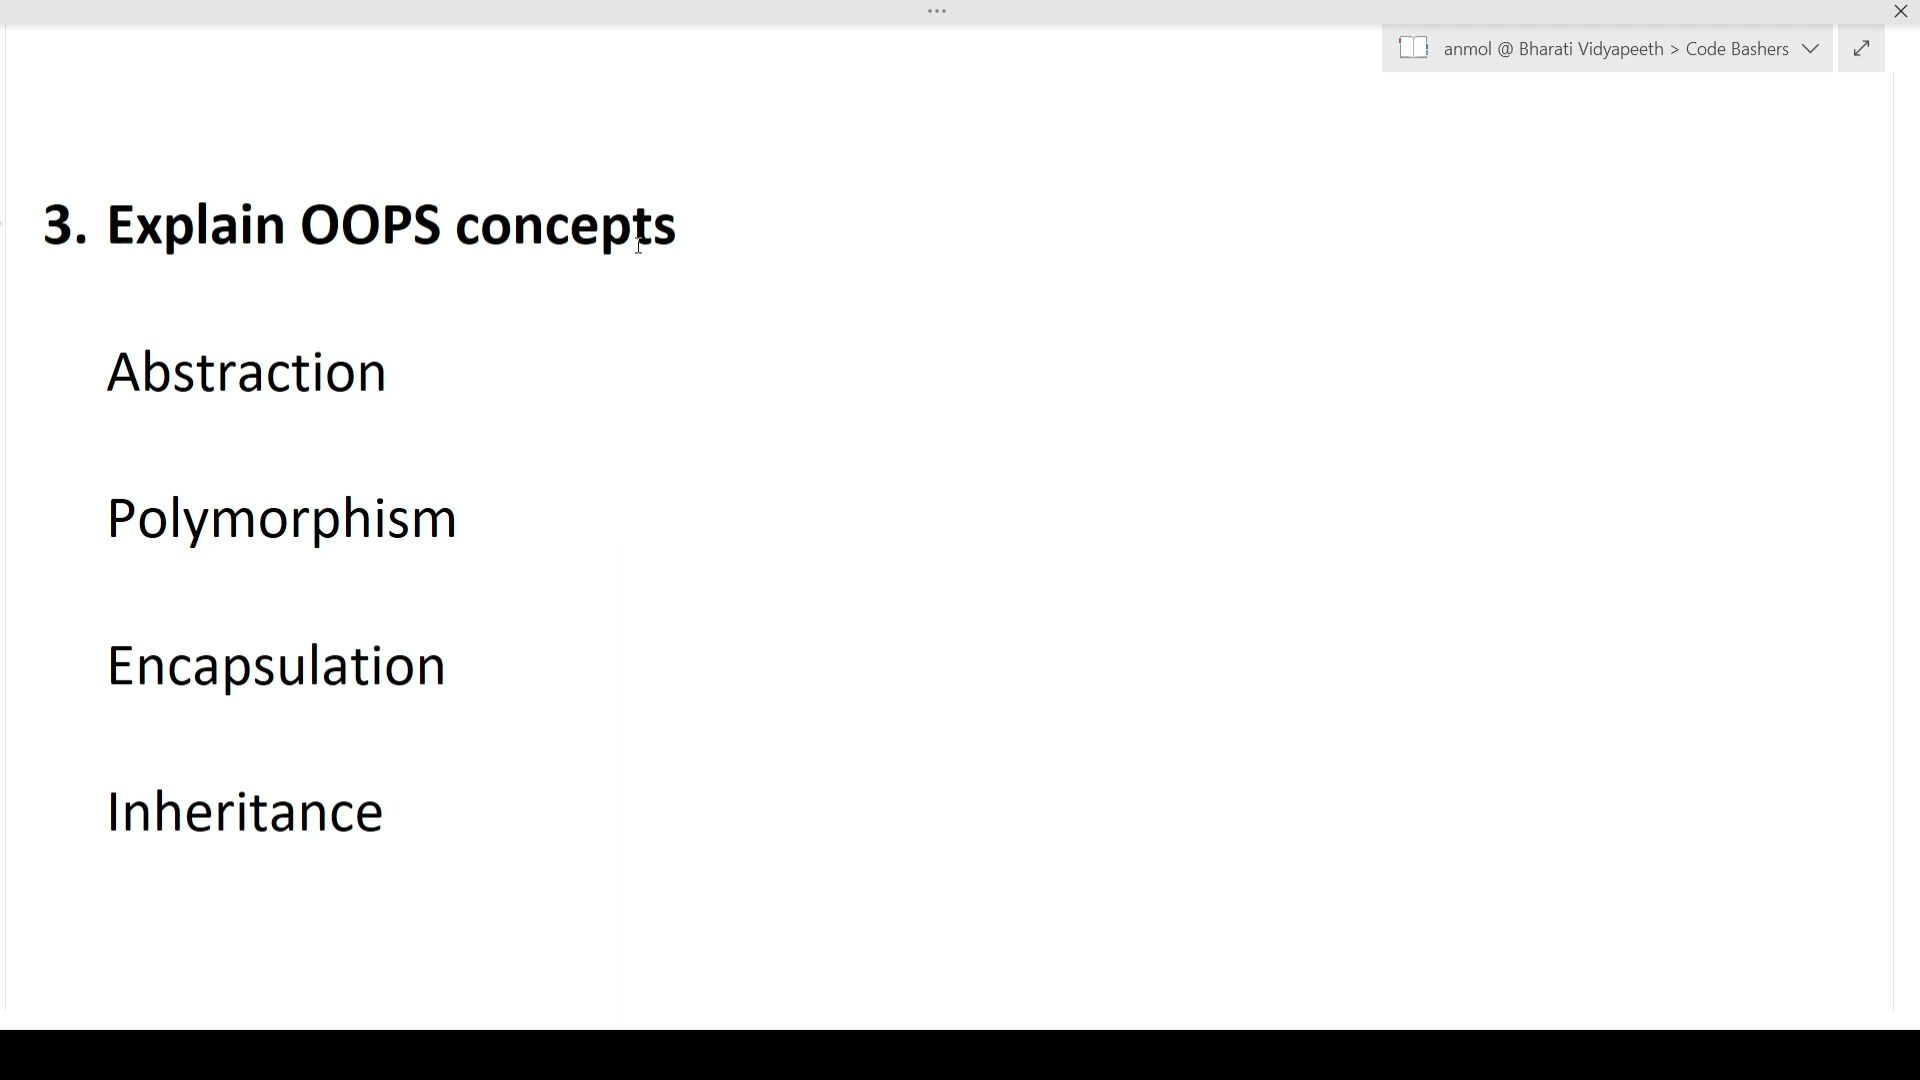 anmol @ Bharati Vidyapeeth > Code Bashers
3. Explain OOPS concepts
Abstraction
Polymorphism
Encapsulation
Inheritance